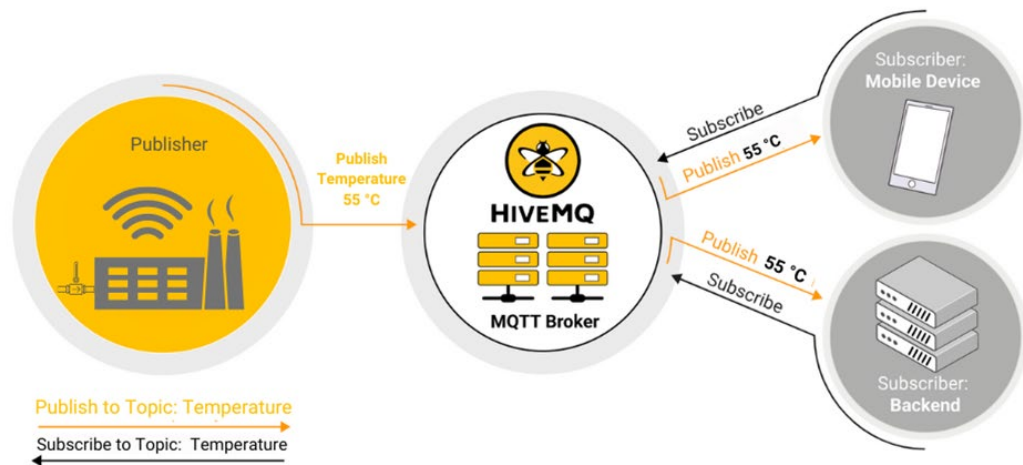 Publisher
Publish
Temperature
55 °C
HIVEMQ
MQTT Broker
Subscribe
Publish 55 °C
Publish 55 °C
Subscribe
Subscriber:
Mobile Device
Subscriber:
Backend
Publish to Topic: Temperature
Subscribe to Topic: Temperature